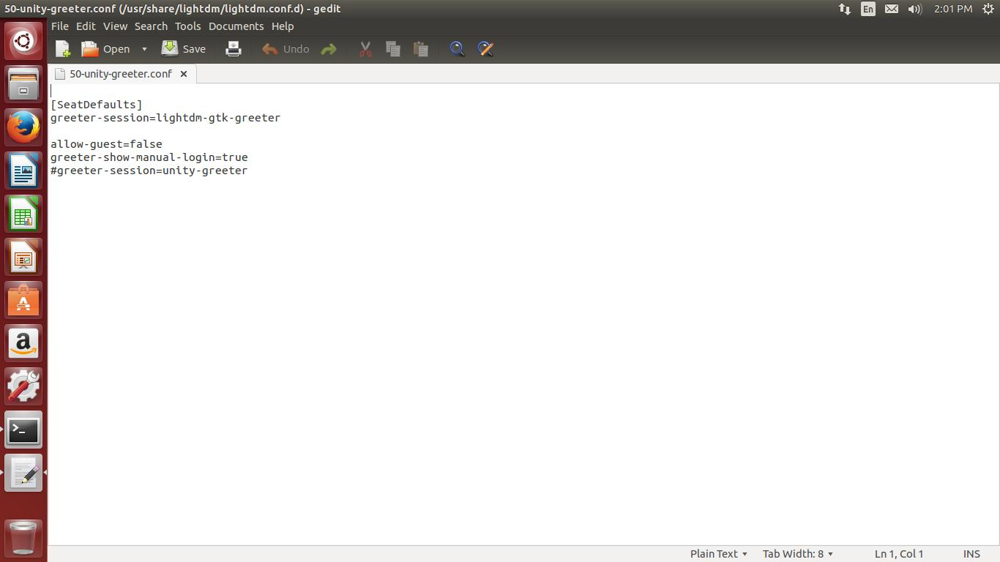 50-unity-greeter.conf (/usr/share/lightdm/lightdm.conf.d) - gedit
En
2:01 PM
File Edit View Search Tools Documents Help
Open
Save
Undo
50-unity-greeter.conf
[SeatDefaults]
greeter-session=lightdm-gtk-greeter
allow-guest=false
greeter-show-manual-login=true
#greeter-session=unity-greeter
Plain Text
Tab Width: 8
Ln 1, Col 1
INS